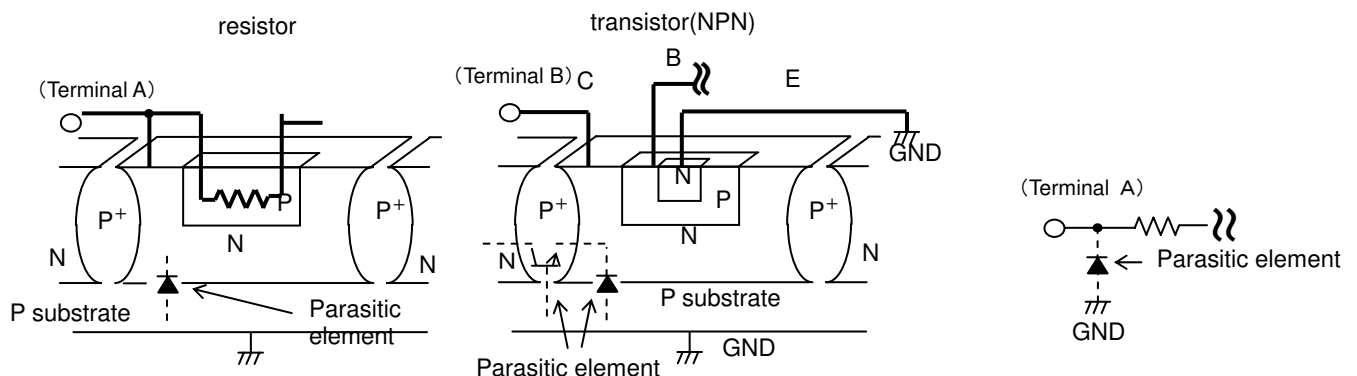 resistor
(Terminal A)
P+
P
P+
N
N
N
P substrate
Parasitic
element
transistor(NPN)
(Terminal B)
C
B
E
GND
N
P+
P
P+
N
N
N
P substrate
GND
Parasitic element
(Terminal A)
Parasitic element
GND